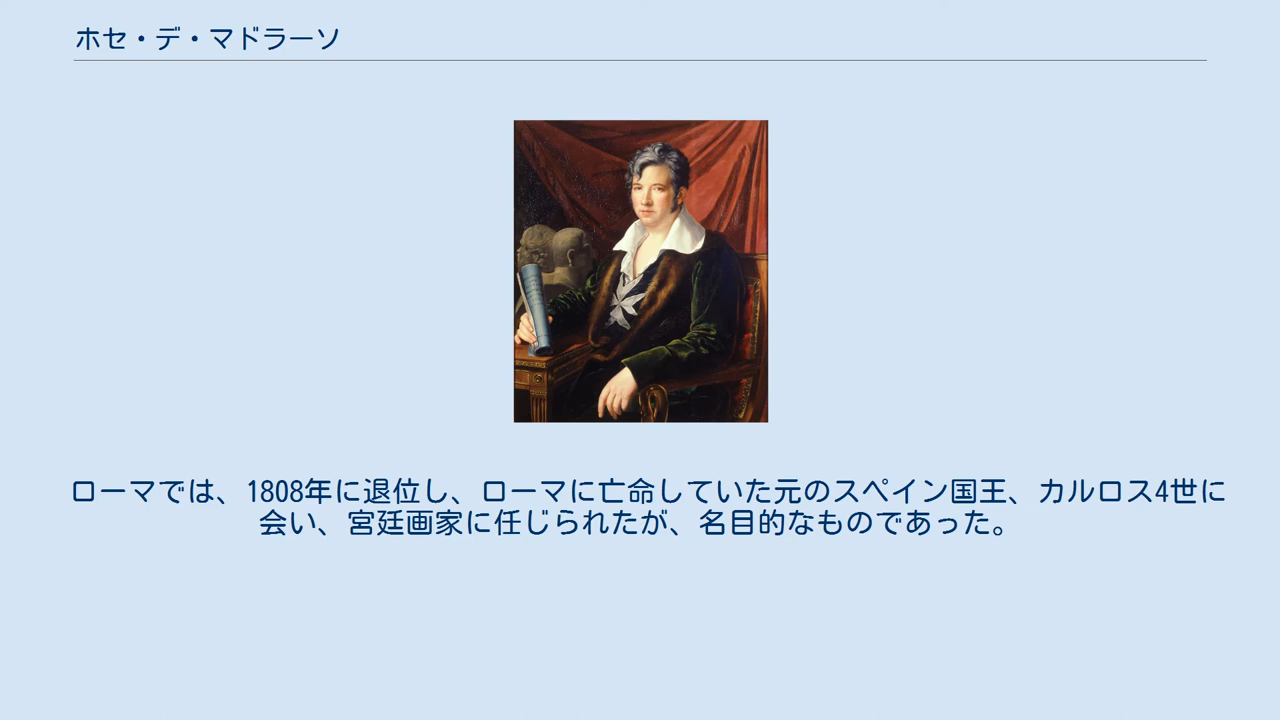 ホセ・デ・マドラーソ
ローマでは、1808年に退位し、ローマに亡命していた元のスペイン国王、カルロス4世に
会い、宮廷画家に任じられたが、名目的なものであった。